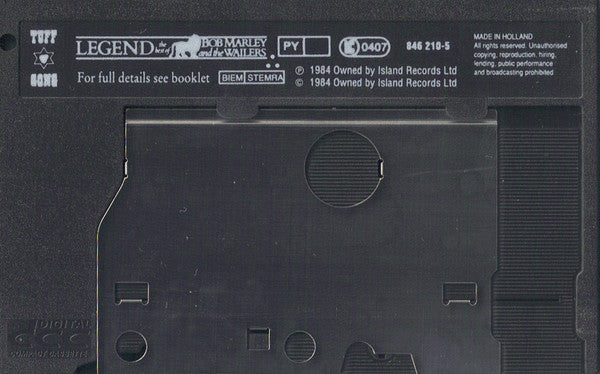 TUFF
GONG
LEGEND the best of BOB MARLEY and the WAILERS
For full details see booklet BIEM STEMRA
PY K 0407 846 210-5
℗ 1984 Owned by Island Records Ltd
© 1984 Owned by Island Records Ltd
MADE IN HOLLAND
All rights reserved. Unauthorised
copying, reproduction, hiring,
lending, public performance
and broadcasting prohibited
DIGITAL
dcc
COMPACT CASSETTE